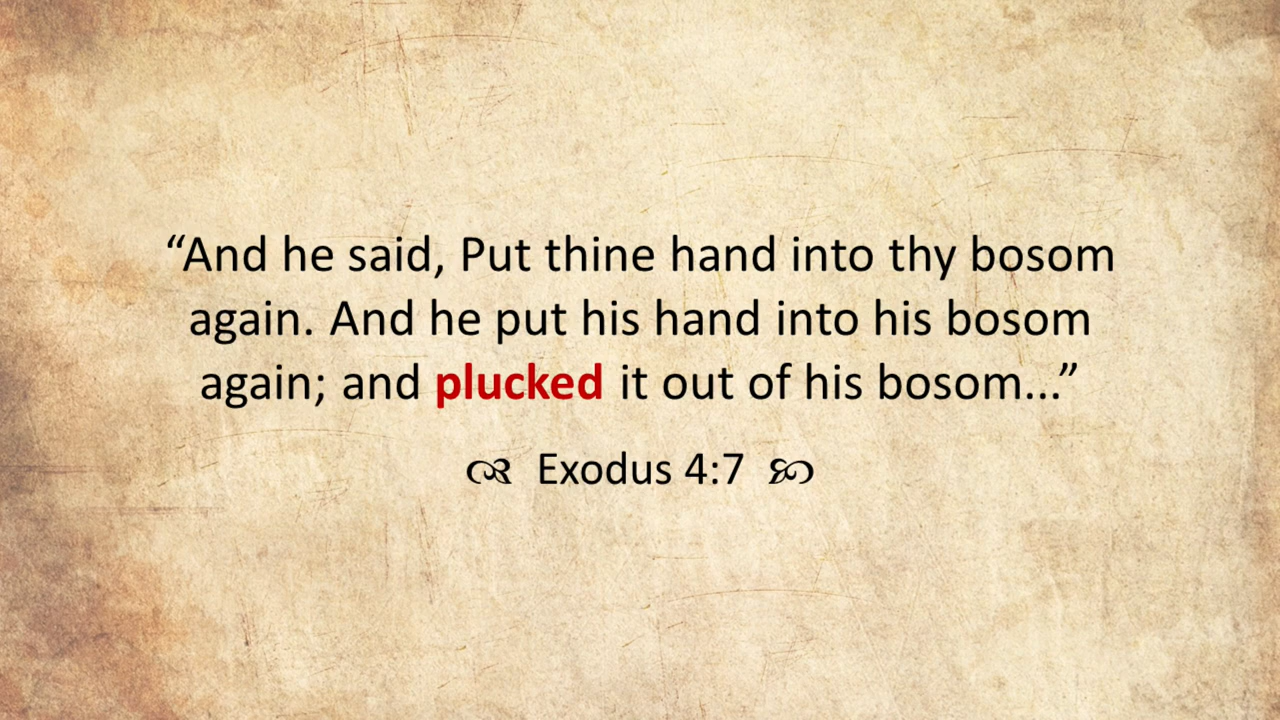 “And he said, Put thine hand into thy bosom
again. And he put his hand into his bosom
again; and plucked it out of his bosom...”
Exodus 4:7